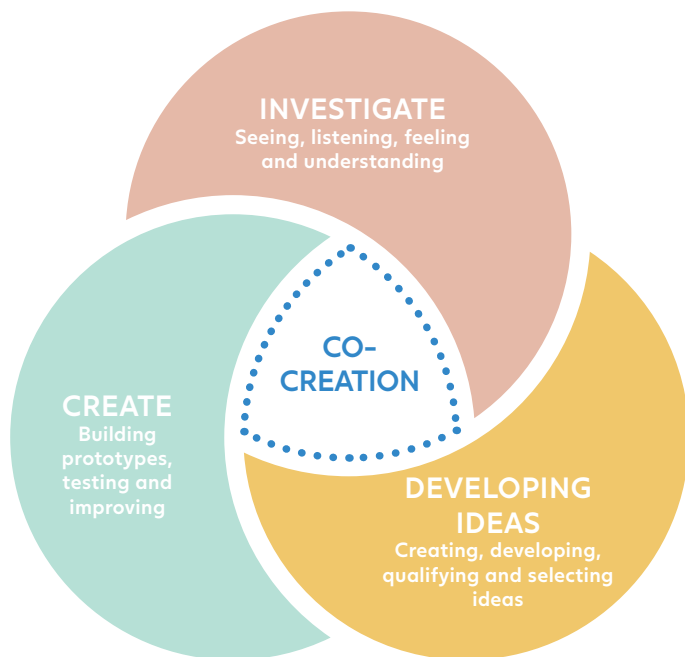 INVESTIGATE
Seeing, listening, feeling
and understanding
CO-
CREATION
CREATE
Building
prototypes,
testing and
improving
DEVELOPING
IDEAS
Creating, developing,
qualifying and selecting
ideas